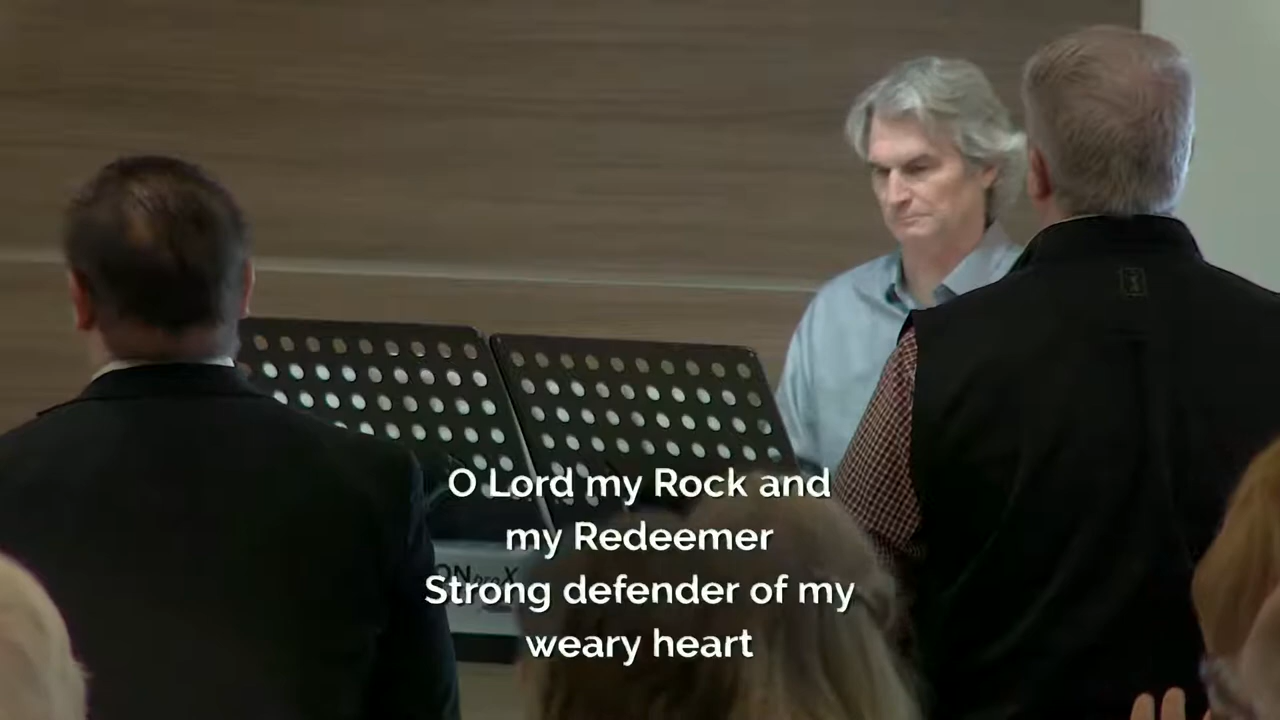 O Lord my Rock and
my Redeemer
Strong defender of my
weary heart